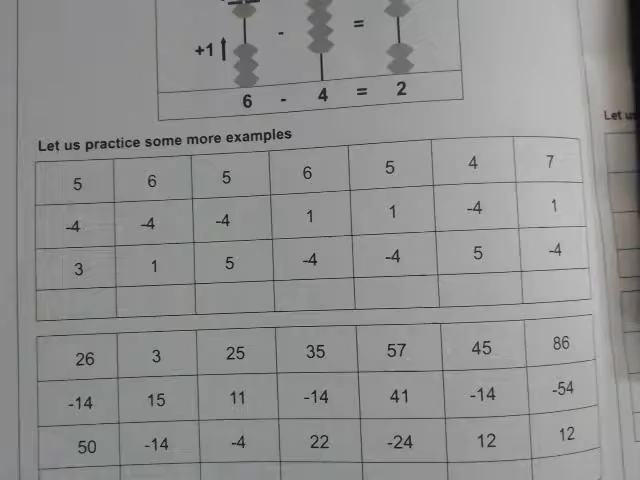 - =
+1
6 - 4 = 2
Let us practice some more examples
5 6 5 6 5 4 7
-4 -4 -4 1 1 -4 1
3 1 5 -4 -4 5 -4
26 3 25 35 57 45 86
-14 15 11 -14 41 -14 -54
50 -14 -4 22 -24 12 12
Let us